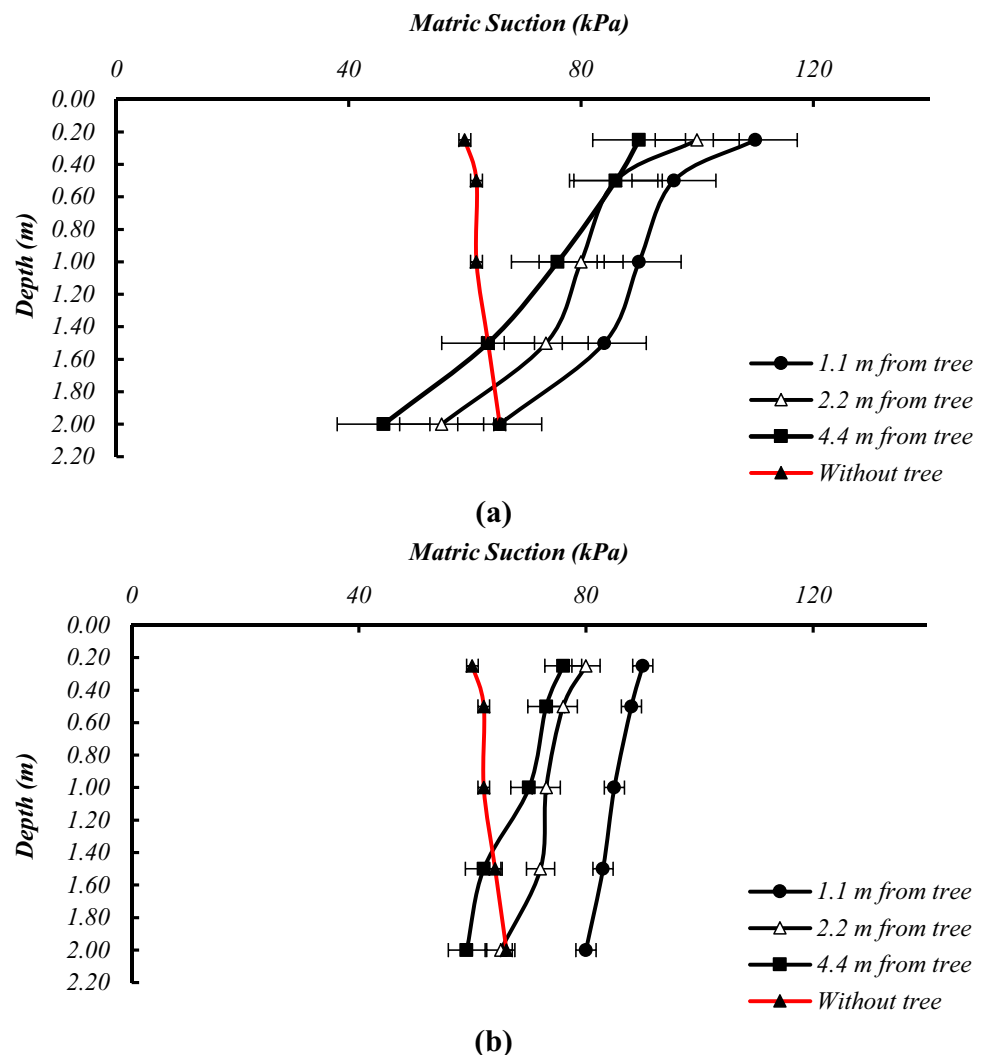 Matric Suction (kPa)
0 40 80 120
0.00
0.20
0.40
0.60
0.80
1.00
1.20
1.40
1.60
1.80
2.00
2.20
Depth (m)
1.1 m from tree
2.2 m from tree
4.4 m from tree
Without tree
(a)
Matric Suction (kPa)
0 40 80 120
0.00
0.20
0.40
0.60
0.80
1.00
1.20
1.40
1.60
1.80
2.00
2.20
Depth (m)
1.1 m from tree
2.2 m from tree
4.4 m from tree
Without tree
(b)